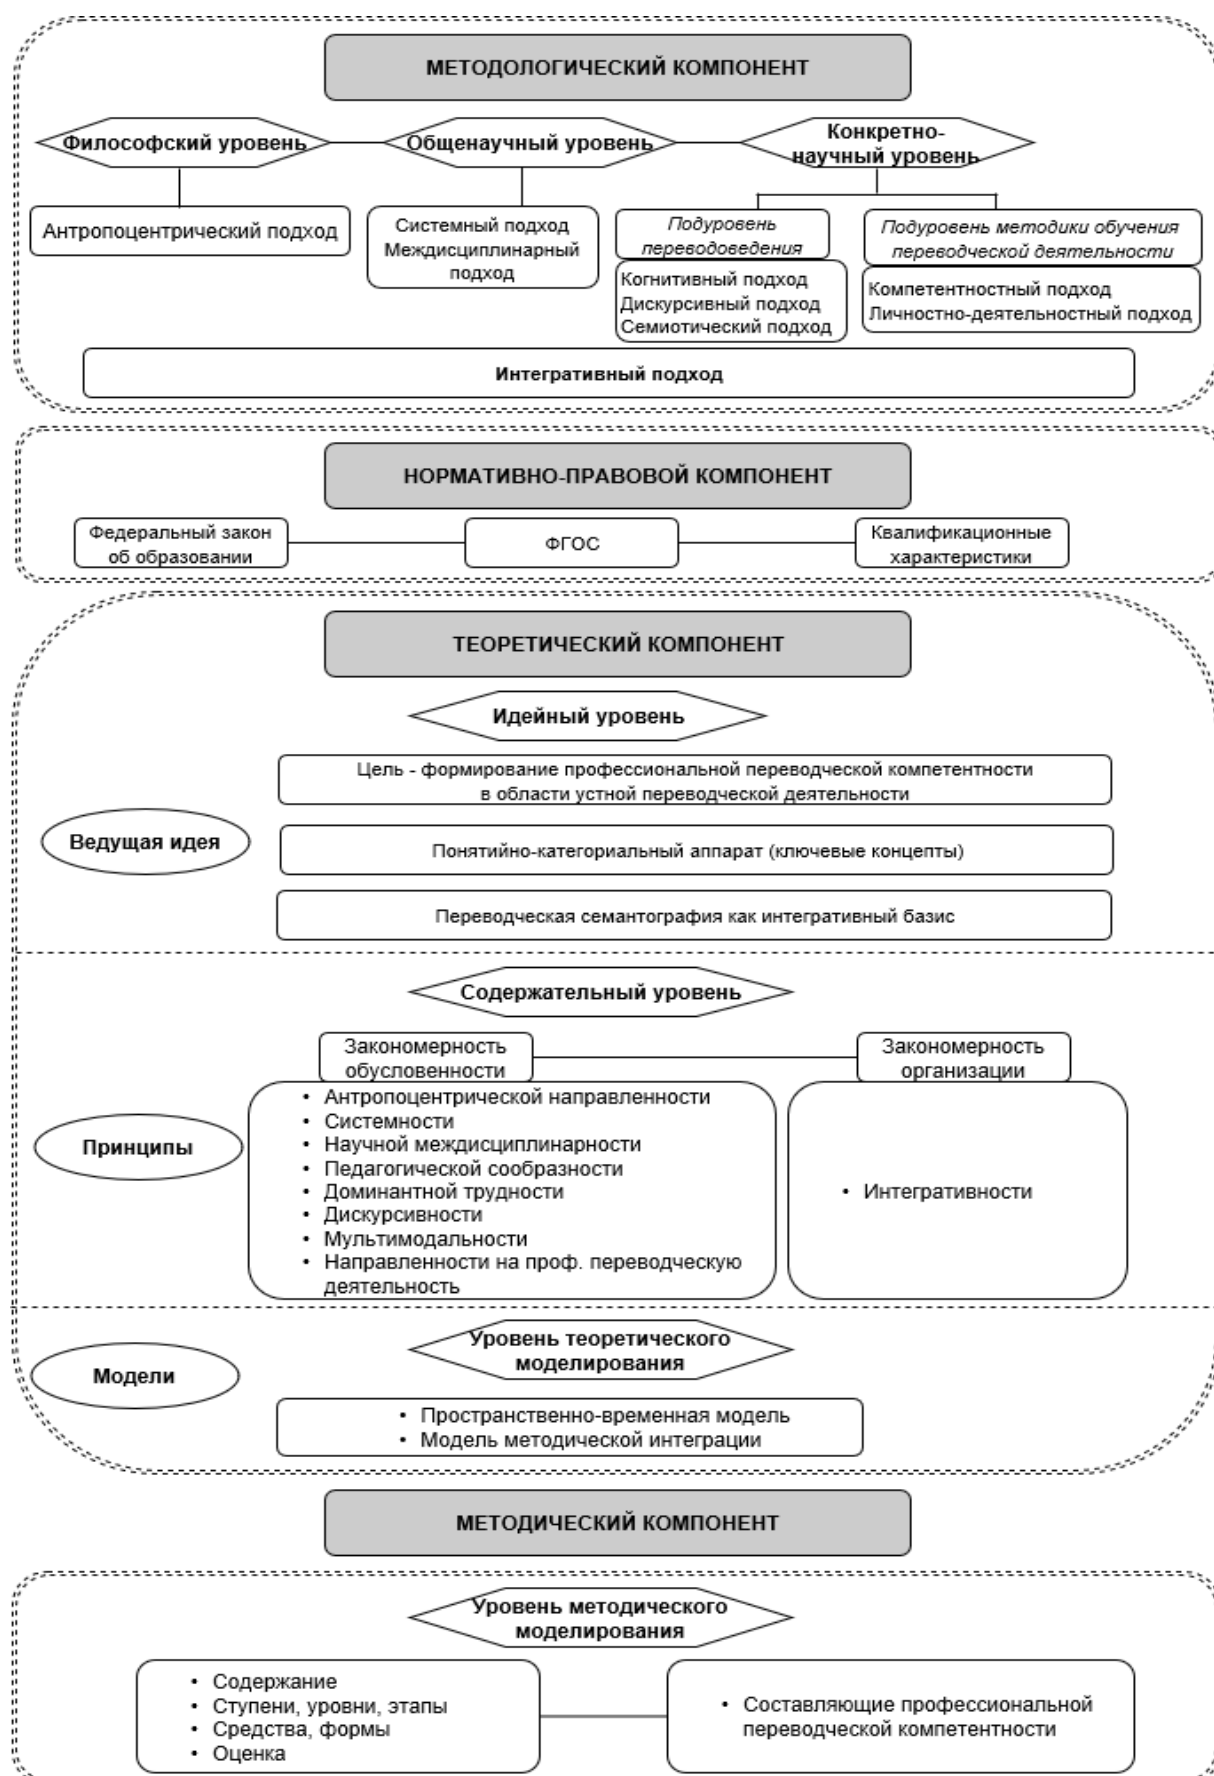 МЕТОДОЛОГИЧЕСКИЙ КОМПОНЕНТ
Философский уровень
Общенаучный уровень
Конкретно-
научный уровень
Антропоцентрический подход
Системный подход
Междисциплинарный
подход
Подуровень
переводоведения
Когнитивный подход
Дискурсивный подход
Семиотический подход
Подуровень методики обучения
переводческой деятельности
Компетентностный подход
Личностно-деятельностный подход
Интегративный подход
НОРМАТИВНО-ПРАВОВОЙ КОМПОНЕНТ
Федеральный закон
об образовании
ФГОС
Квалификационные
характеристики
ТЕОРЕТИЧЕСКИЙ КОМПОНЕНТ
Идейный уровень
Цель - формирование профессиональной переводческой компетентности
в области устной переводческой деятельности
Ведущая идея
Понятийно-категориальный аппарат (ключевые концепты)
Переводческая семантография как интегративный базис
Содержательный уровень
Закономерность
обусловенности
Закономерность
организации
Принципы
• Антропоцентрической направленности
• Системности
• Научной междисциплинарности
• Педагогической сообразности
• Доминантной трудности
• Дискурсивности
• Мультимодальности
• Направленности на проф. переводческую
деятельность
• Интегративности
Уровень теоретического
моделирования
Модели
• Пространственно-временная модель
• Модель методической интеграции
МЕТОДИЧЕСКИЙ КОМПОНЕНТ
Уровень методического
моделирования
• Содержание
• Ступени, уровни, этапы
• Средства, формы
• Оценка
• Составляющие профессиональной
переводческой компетентности